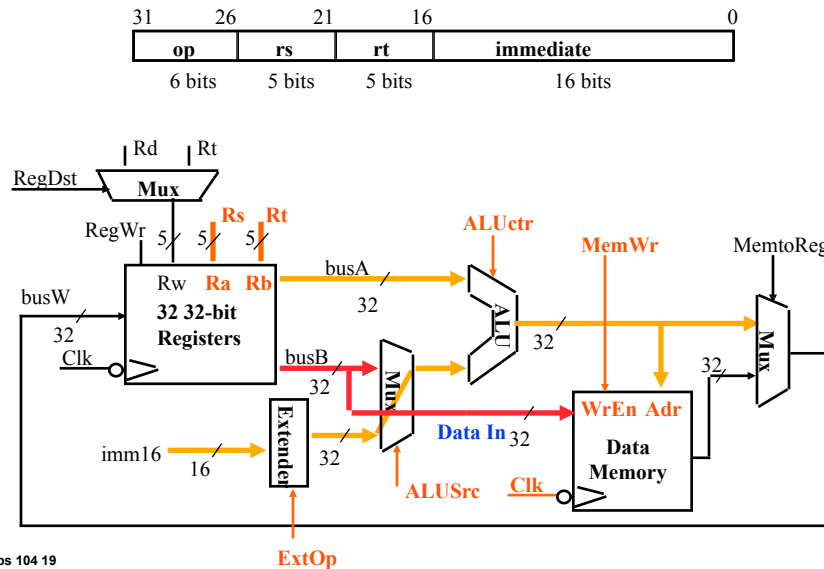 31 26 21 16 0
op rs rt immediate
6 bits 5 bits 5 bits 16 bits
Rd Rt
RegDst
Mux
Rs Rt
RegWr 5 5 5
ALUctr
MemWr
MemtoReg
Rw Ra Rb
busA
32
busW
32
32 32-bit
Registers
ALU
32
Clk
busB
32
Mux
Mux
32
WrEn Adr
Data In 32
Data
Memory
Extender
32
imm16
16
ALUSrc
Clk
ExtOp
ps 104 19